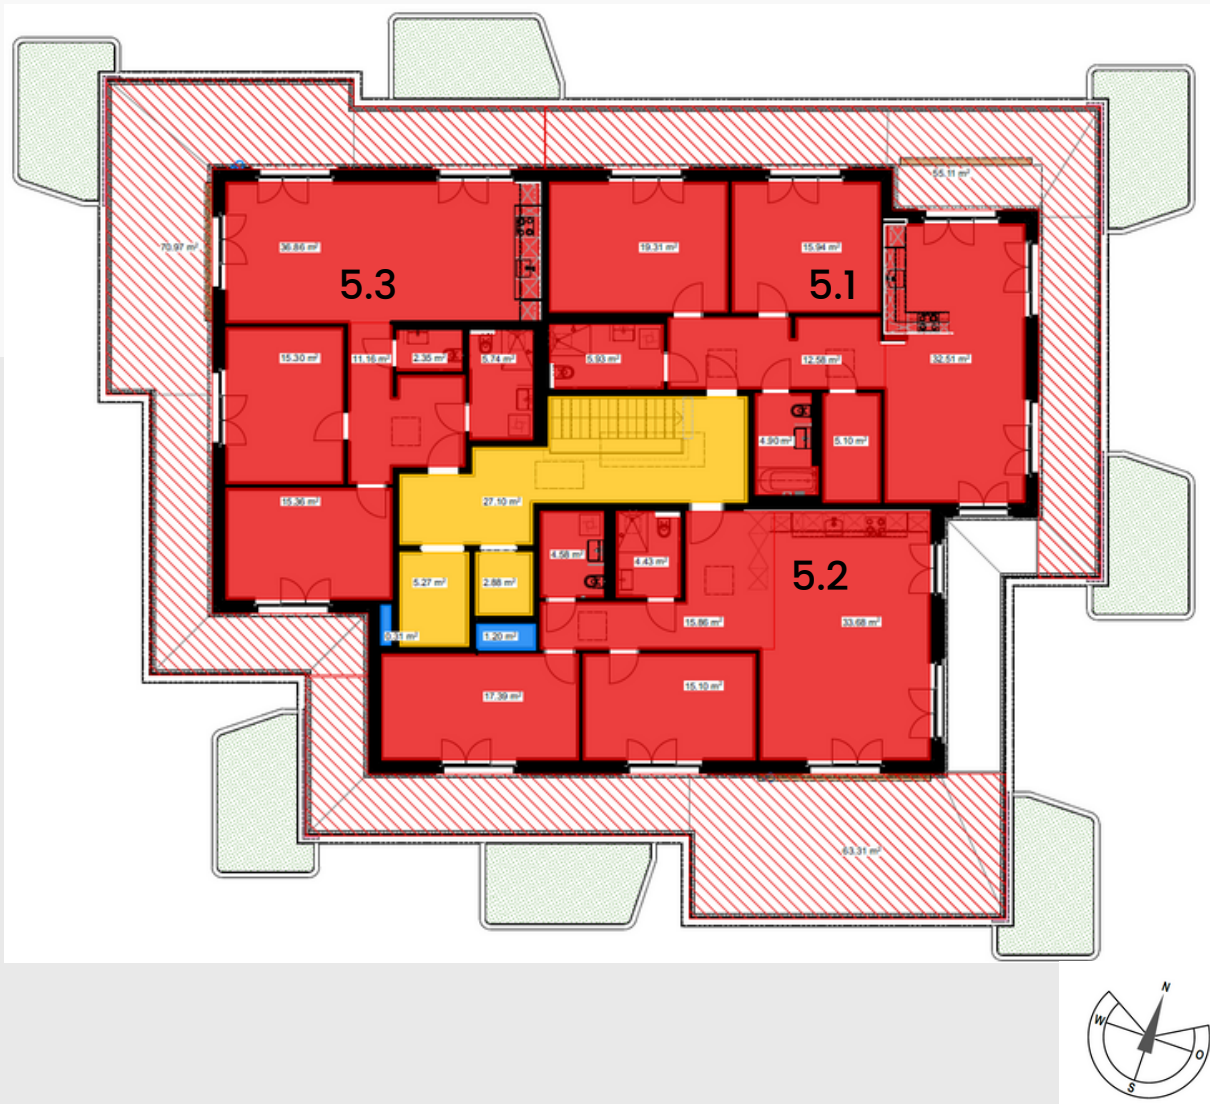 55.11 m²
70.97 m²
36.86 m²
19.31 m²
15.94 m²
5.3
5.1
15.30 m²
11.16 m²
2.35 m²
5.74 m²
5.93 m²
12.58 m²
32.51 m²
4.90 m²
5.10 m²
15.36 m²
27.10 m²
4.58 m²
4.43 m²
5.2
5.27 m²
2.88 m²
15.86 m²
33.68 m²
1.20 m²
17.39 m²
15.10 m²
63.31 m²
N
W
O
S